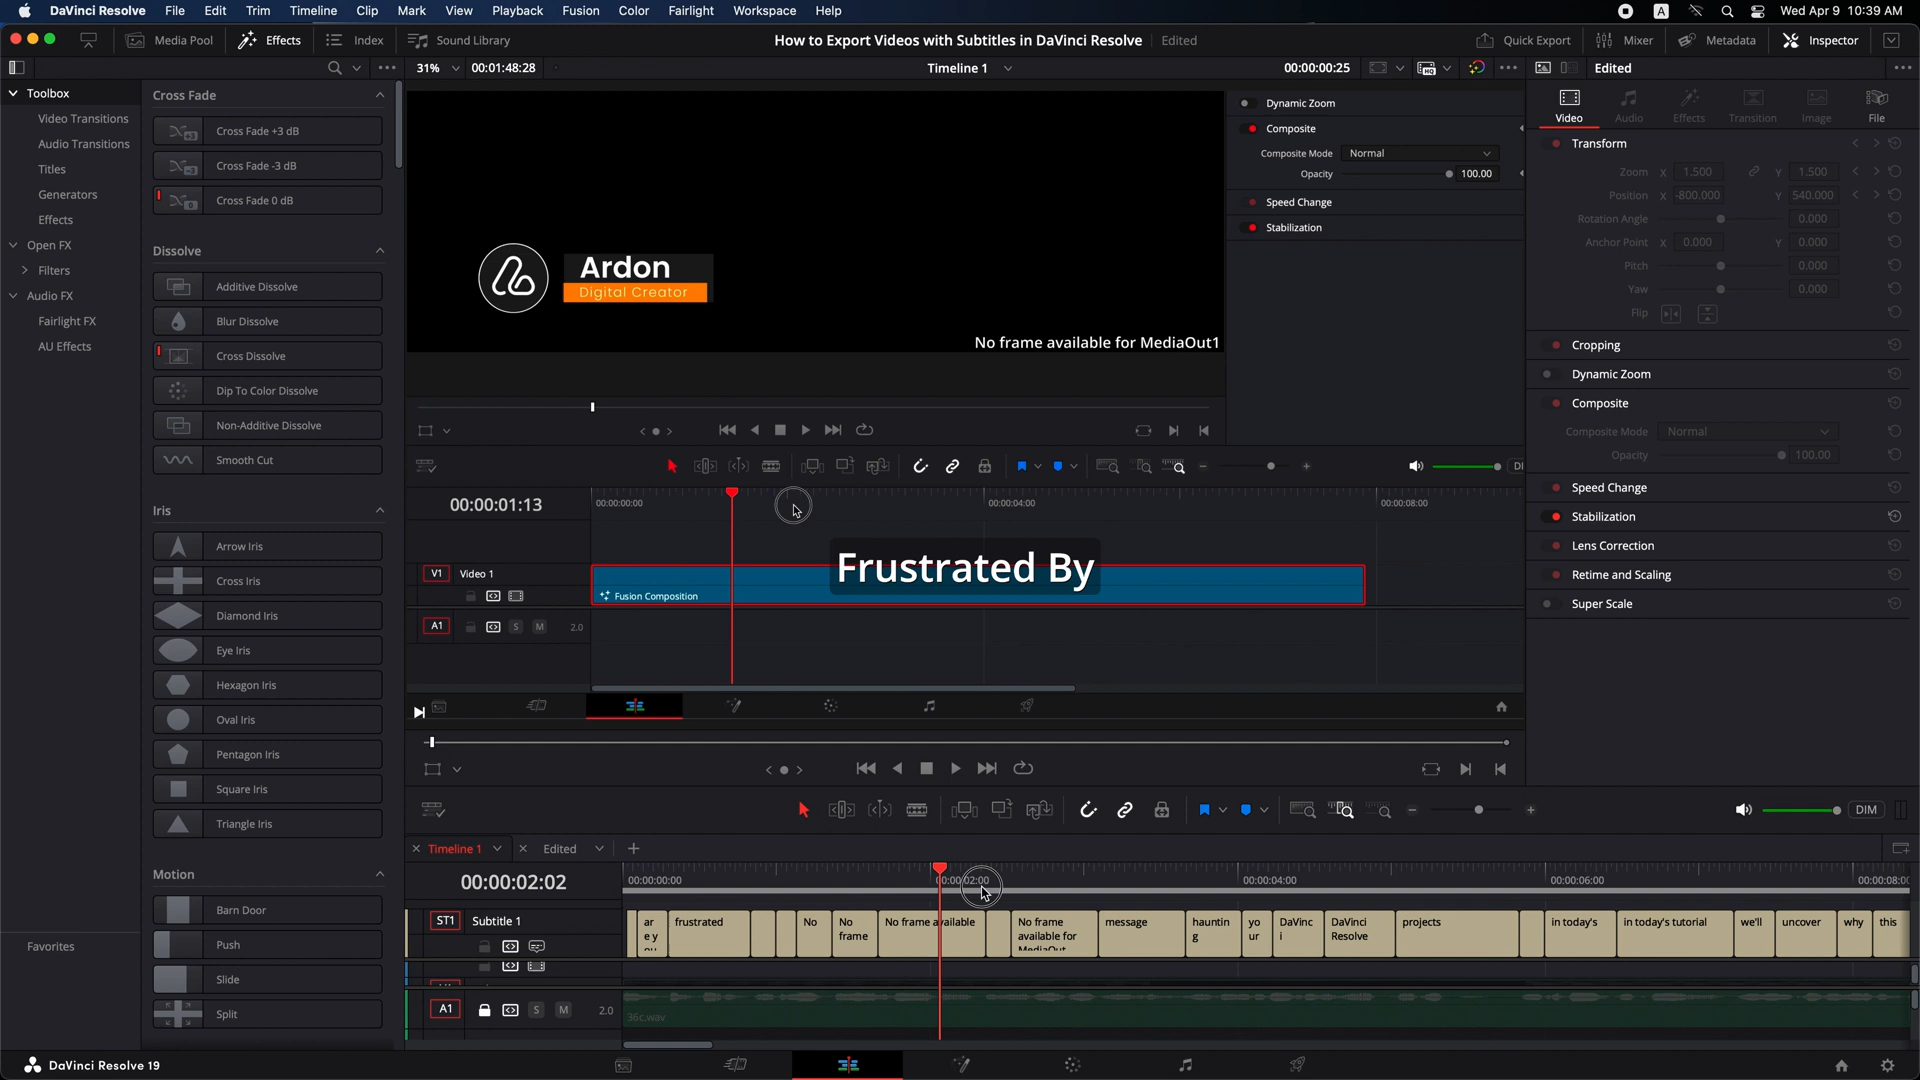 DaVinci Resolve File Edit Trim Timeline Clip Mark View Playback Fusion Color Fairlight Workspace Help
A Wed Apr 9 10:39 AM
Media Pool Effects Index Sound Library
How to Export Videos with Subtitles in DaVinci Resolve Edited
Quick Export Mixer Metadata Inspector
31% 00:01:48:28 Timeline 1 00:00:00:25 Edited
Toolbox
Video Transitions
Audio Transitions
Titles
Generators
Effects
Open FX
Filters
Audio FX
Fairlight FX
AU Effects
Favorites
Cross Fade
Cross Fade +3 dB
Cross Fade -3 dB
Cross Fade 0 dB
Dissolve
Additive Dissolve
Blur Dissolve
Cross Dissolve
Dip To Color Dissolve
Non-Additive Dissolve
Smooth Cut
Iris
Arrow Iris
Cross Iris
Diamond Iris
Eye Iris
Hexagon Iris
Oval Iris
Pentagon Iris
Square Iris
Triangle Iris
Motion
Barn Door
Push
Slide
Split
Ardon
Digital Creator
No frame available for MediaOut1
Dynamic Zoom
Composite
Composite Mode Normal
Opacity 100.00
Speed Change
Stabilization
Video Audio Effects Transition Image File
Transform
Zoom X 1.500 Y 1.500
Position X -800.000 Y 540.000
Rotation Angle 0.000
Anchor Point X 0.000 Y 0.000
Pitch 0.000
Yaw 0.000
Flip
Cropping
Dynamic Zoom
Composite
Composite Mode Normal
Opacity 100.00
Speed Change
Stabilization
Lens Correction
Retime and Scaling
Super Scale
DI
00:00:01:13 00:00:00:00 00:00:04:00 00:00:08:00
V1 Video 1
Fusion Composition
Frustrated By
A1 S M 2.0
DIM
Timeline 1 Edited
00:00:02:02 00:00:00:00 00:00:02:00 00:00:04:00 00:00:06:00 00:00:08:00
ST1 Subtitle 1
ar
e y
frustrated
No
No
frame
No frame available
No frame
available for
MediaOut
message
hauntin
g
yo
ur
DaVinc
i
DaVinci
Resolve
projects
in today's
in today's tutorial
we'll
uncover
why
this
A1 S M 2.0
36c.wav
DaVinci Resolve 19